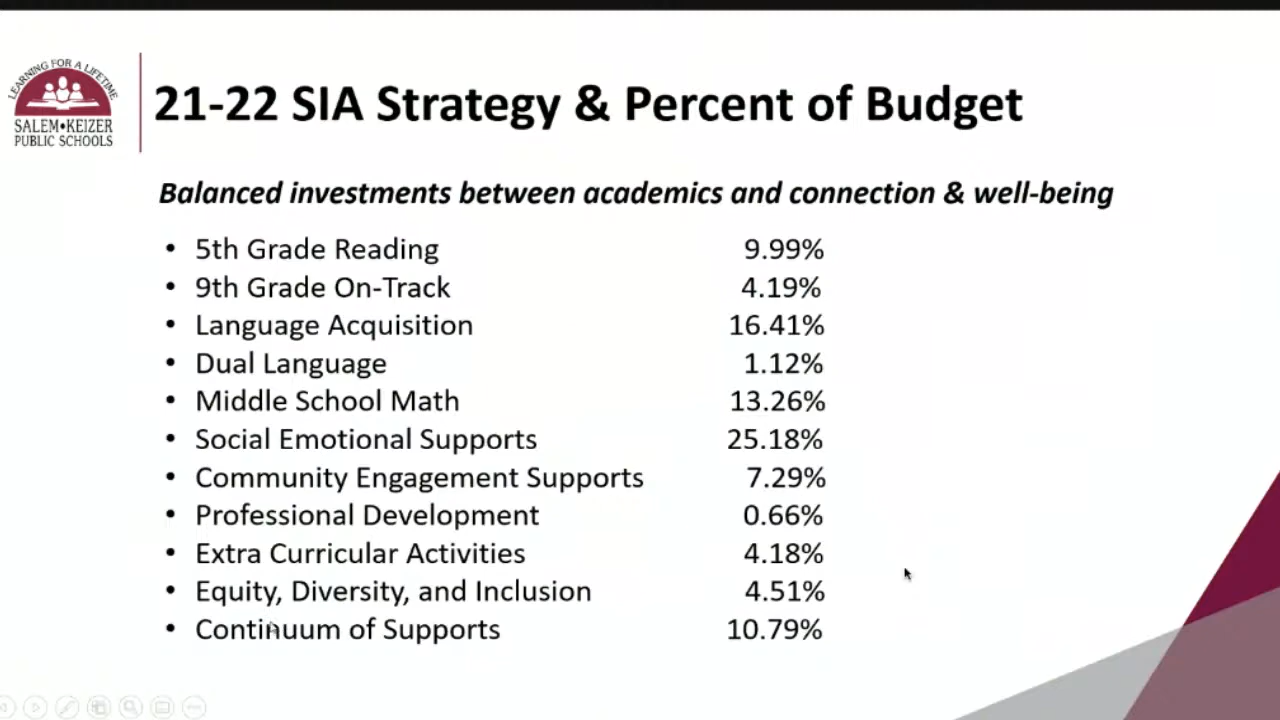 LEARNING FOR A LIFETIME
SALEM•KEIZER
PUBLIC SCHOOLS
21-22 SIA Strategy & Percent of Budget
Balanced investments between academics and connection & well-being
• 5th Grade Reading 9.99%
• 9th Grade On-Track 4.19%
• Language Acquisition 16.41%
• Dual Language 1.12%
• Middle School Math 13.26%
• Social Emotional Supports 25.18%
• Community Engagement Supports 7.29%
• Professional Development 0.66%
• Extra Curricular Activities 4.18%
• Equity, Diversity, and Inclusion 4.51%
• Continuum of Supports 10.79%